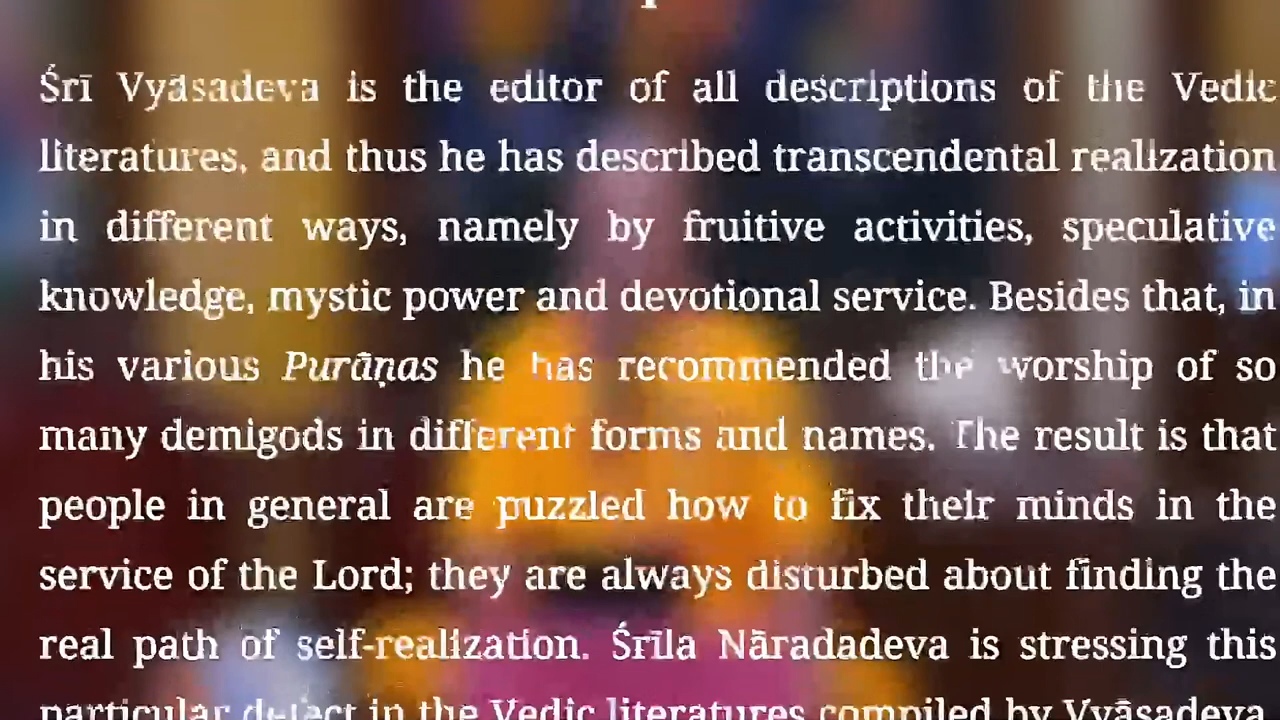 Śrī Vyāsadeva is the editor of all descriptions of the Vedic
literatures, and thus he has described transcendental realization
in different ways, namely by fruitive activities, speculative
knowledge, mystic power and devotional service. Besides that, in
his various Purāṇas he has recommended the worship of so
many demigods in different forms and names. The result is that
people in general are puzzled how to fix their minds in the
service of the Lord; they are always disturbed about finding the
real path of self-realization. Śrīla Nāradadeva is stressing this
particular defect in the Vedic literatures compiled by Vyāsadeva,